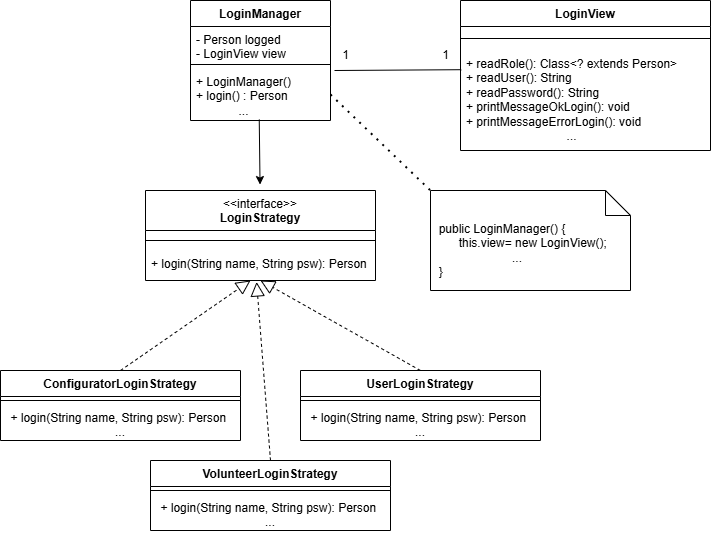 LoginManager
- Person logged
- LoginView view
+ LoginManager()
+ login() : Person
...
1
1
LoginView
+ readRole(): Class<? extends Person>
+ readUser(): String
+ readPassword(): String
+ printMessageOkLogin(): void
+ printMessageErrorLogin(): void
...
<<interface>>
LoginStrategy
+ login(String name, String psw): Person
public LoginManager() {
this.view= new LoginView();
...
}
ConfiguratorLoginStrategy
+ login(String name, String psw): Person
...
UserLoginStrategy
+ login(String name, String psw): Person
...
VolunteerLoginStrategy
+ login(String name, String psw): Person
...